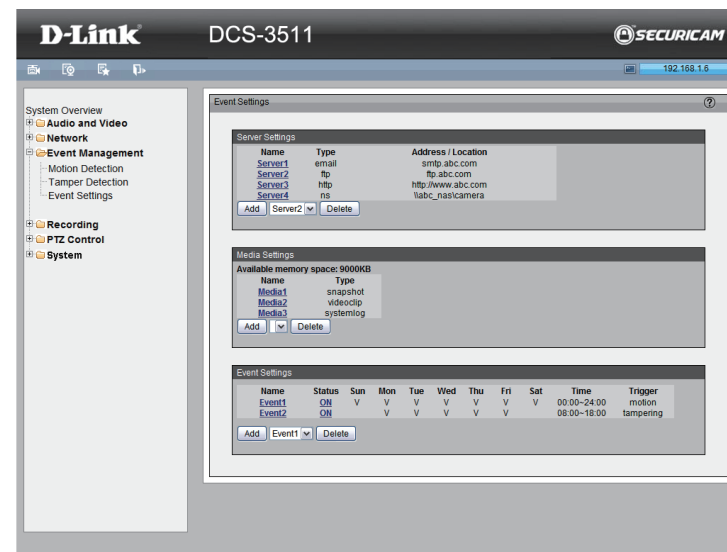 D-Link
DCS-3511
SECURICAM
192.168.1.6
System Overview
Audio and Video
Network
Event Management
Motion Detection
Tamper Detection
Event Settings
Recording
PTZ Control
System
Event Settings
?
Server Settings
Name Type Address / Location
Server1 email smtp.abc.com
Server2 ftp ftp.abc.com
Server3 http http://www.abc.com
Server4 ns \\abc_nas\camera
Add Server2 Delete
Media Settings
Available memory space: 9000KB
Name Type
Media1 snapshot
Media2 videoclip
Media3 systemlog
Add Delete
Event Settings
Name Status Sun Mon Tue Wed Thu Fri Sat Time Trigger
Event1 ON V V V V V V V 00:00~24:00 motion
Event2 ON V V V V V 08:00~18:00 tampering
Add Event1 Delete